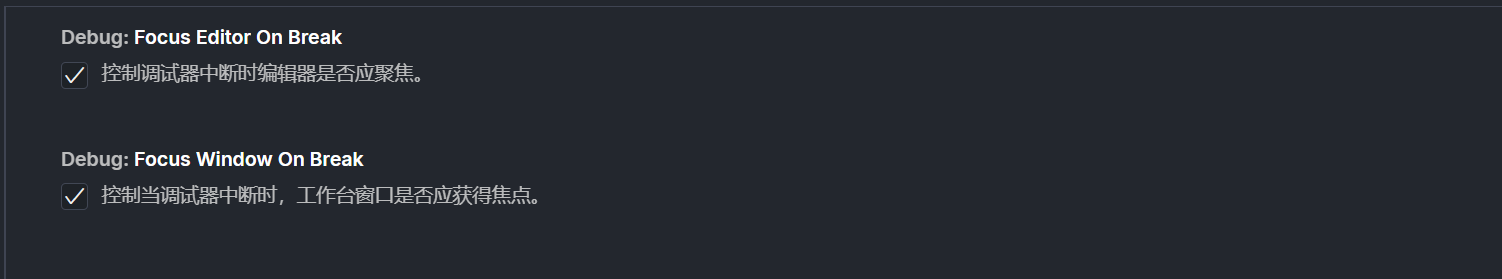 Debug: Focus Editor On Break
控制调试器中断时编辑器是否应聚焦。
Debug: Focus Window On Break
控制当调试器中断时，工作台窗口是否应获得焦点。